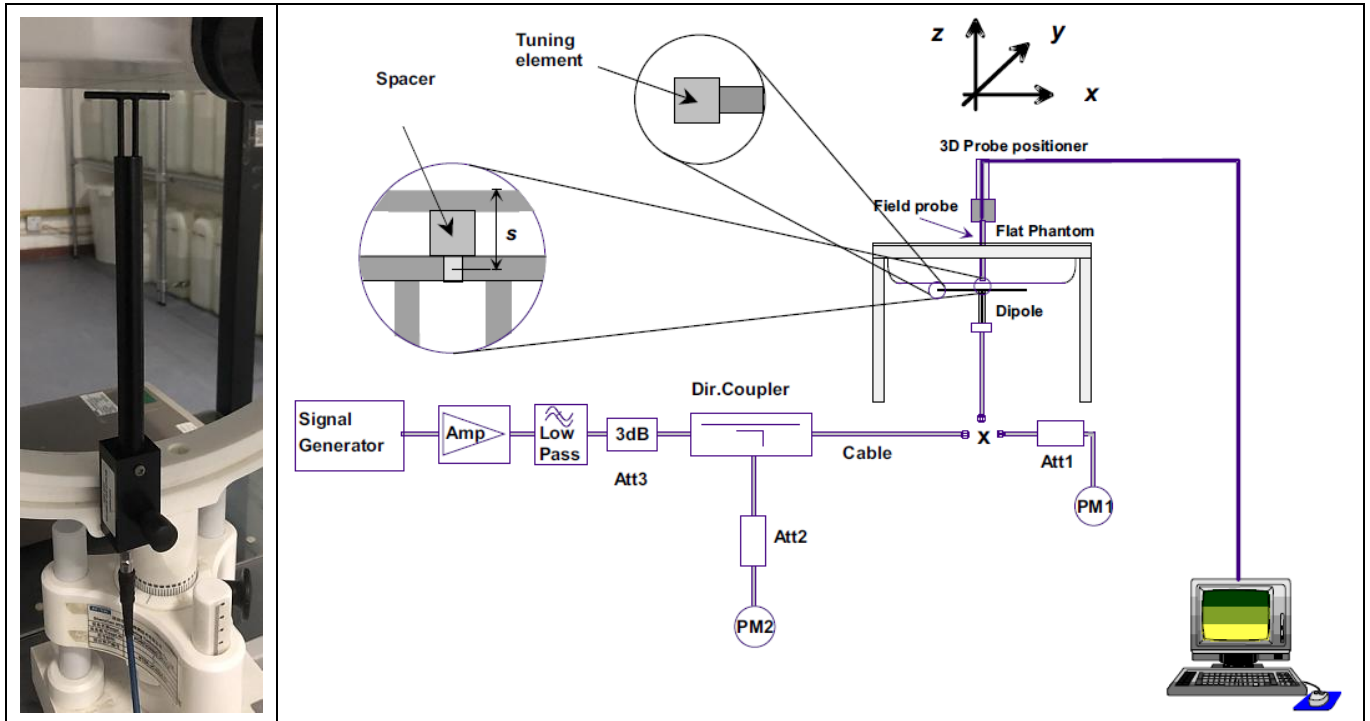 Tuning
element
Spacer
s
z
y
x
3D Probe positioner
Field probe
Flat Phantom
Dipole
Dir.Coupler
Signal
Generator
Amp
Low
Pass
3dB
Att3
Cable
x
Att1
PM1
Att2
PM2